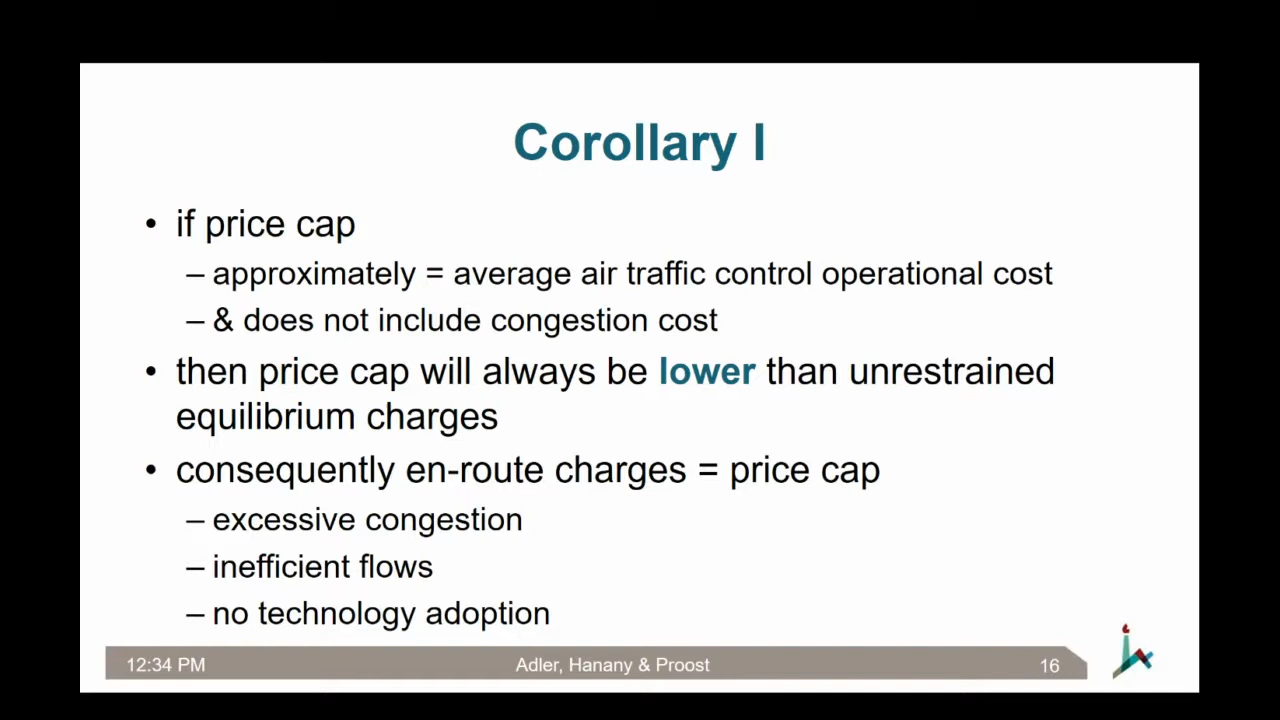 Corollary I
• if price cap
– approximately = average air traffic control operational cost
– & does not include congestion cost
• then price cap will always be lower than unrestrained
equilibrium charges
• consequently en-route charges = price cap
– excessive congestion
– inefficient flows
– no technology adoption
12:34 PM Adler, Hanany & Proost 16